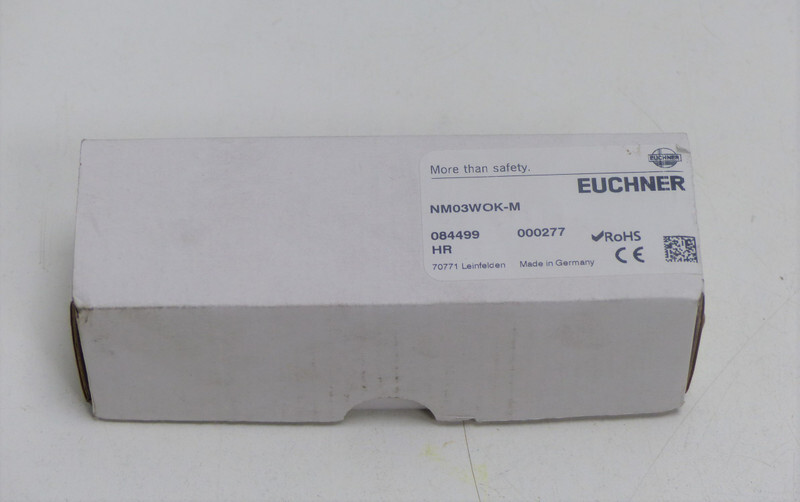 EUCHNER
More than safety.
EUCHNER
NM03WOK-M
084499 000277 RoHS
HR CE
70771 Leinfelden Made in Germany